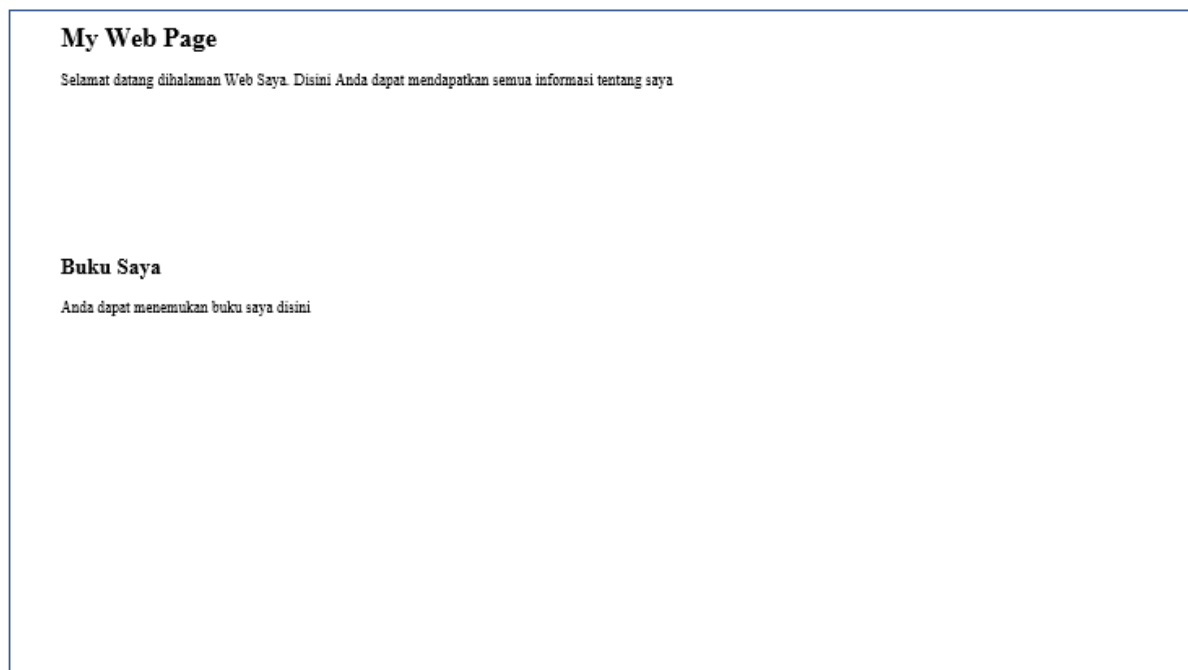 My Web Page
Selamat datang dihalaman Web Saya. Disini Anda dapat mendapatkan semua informasi tentang saya
Buku Saya
Anda dapat menemukan buku saya disini